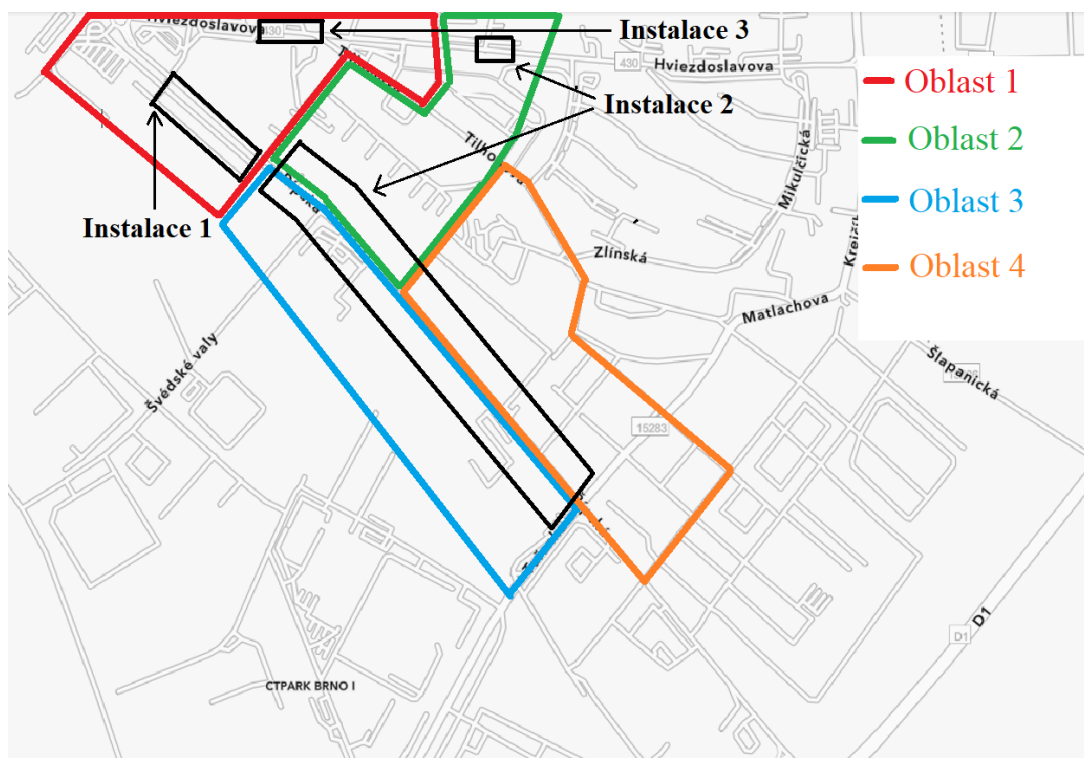 Hviezdoslavova
430
Instalace 3
430
Hviezdoslavova
Oblast 1
Instalace 2
Oblast 2
Mikulčická
Oblast 3
Instalace 1
Zlínská
Oblast 4
Matlachova
Švédské valy
Šlapanická
15283
D1
D1
CTPARK BRNO I